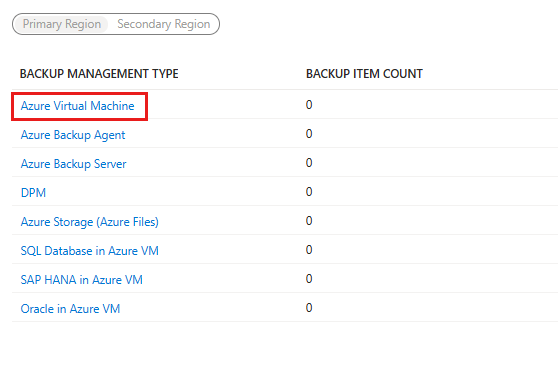 Primary Region Secondary Region
BACKUP MANAGEMENT TYPE BACKUP ITEM COUNT
Azure Virtual Machine 0
Azure Backup Agent 0
Azure Backup Server 0
DPM 0
Azure Storage (Azure Files) 0
SQL Database in Azure VM 0
SAP HANA in Azure VM 0
Oracle in Azure VM 0